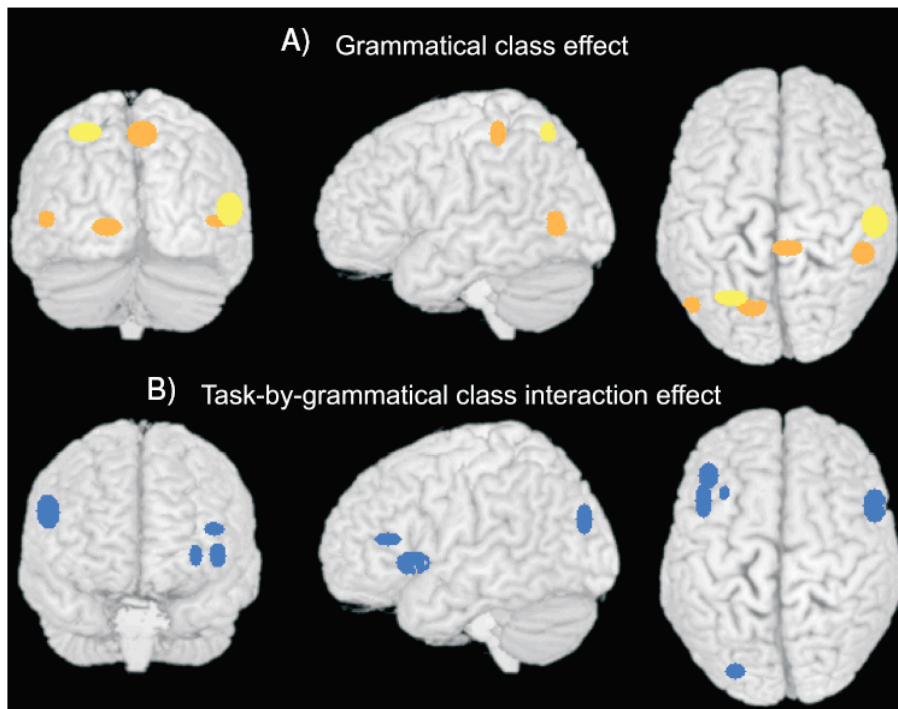 A) Grammatical class effect
B) Task-by-grammatical class interaction effect